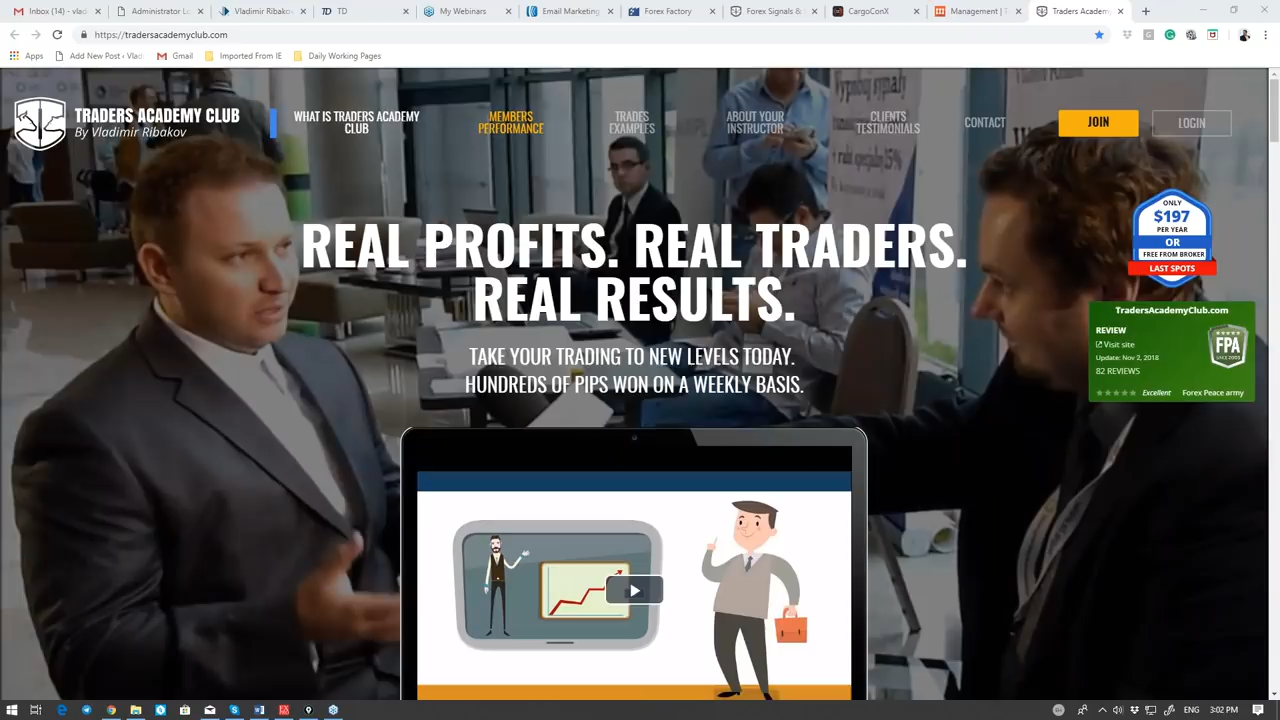 Inbox (14) - vlad
Administrator Lo
Vladimir Ribako
TD
My Webinars
Email Marketing
Forex Factory
Forex Signals &
CargoConX
Management | T
Traders Academy
https://tradersacademyclub.com
Apps
Add New Post ‹ Vla
Gmail
Imported From IE
Daily Working Pages
TRADERS ACADEMY CLUB
By Vladimir Ribakov
WHAT IS TRADERS ACADEMY
CLUB
MEMBERS
PERFORMANCE
TRADES
EXAMPLES
ABOUT YOUR
INSTRUCTOR
CLIENTS
TESTIMONIALS
CONTACT
JOIN
LOGIN
ONLY
$197
PER YEAR
OR
FREE FROM BROKER
LAST SPOTS
REAL PROFITS. REAL TRADERS.
REAL RESULTS.
TAKE YOUR TRADING TO NEW LEVELS TODAY.
HUNDREDS OF PIPS WON ON A WEEKLY BASIS.
TradersAcademyClub.com
REVIEW
Visit site
Update: Nov 2, 2018
82 REVIEWS
FPA
SINCE 2005
Excellent
Forex Peace army
ENG
3:02 PM